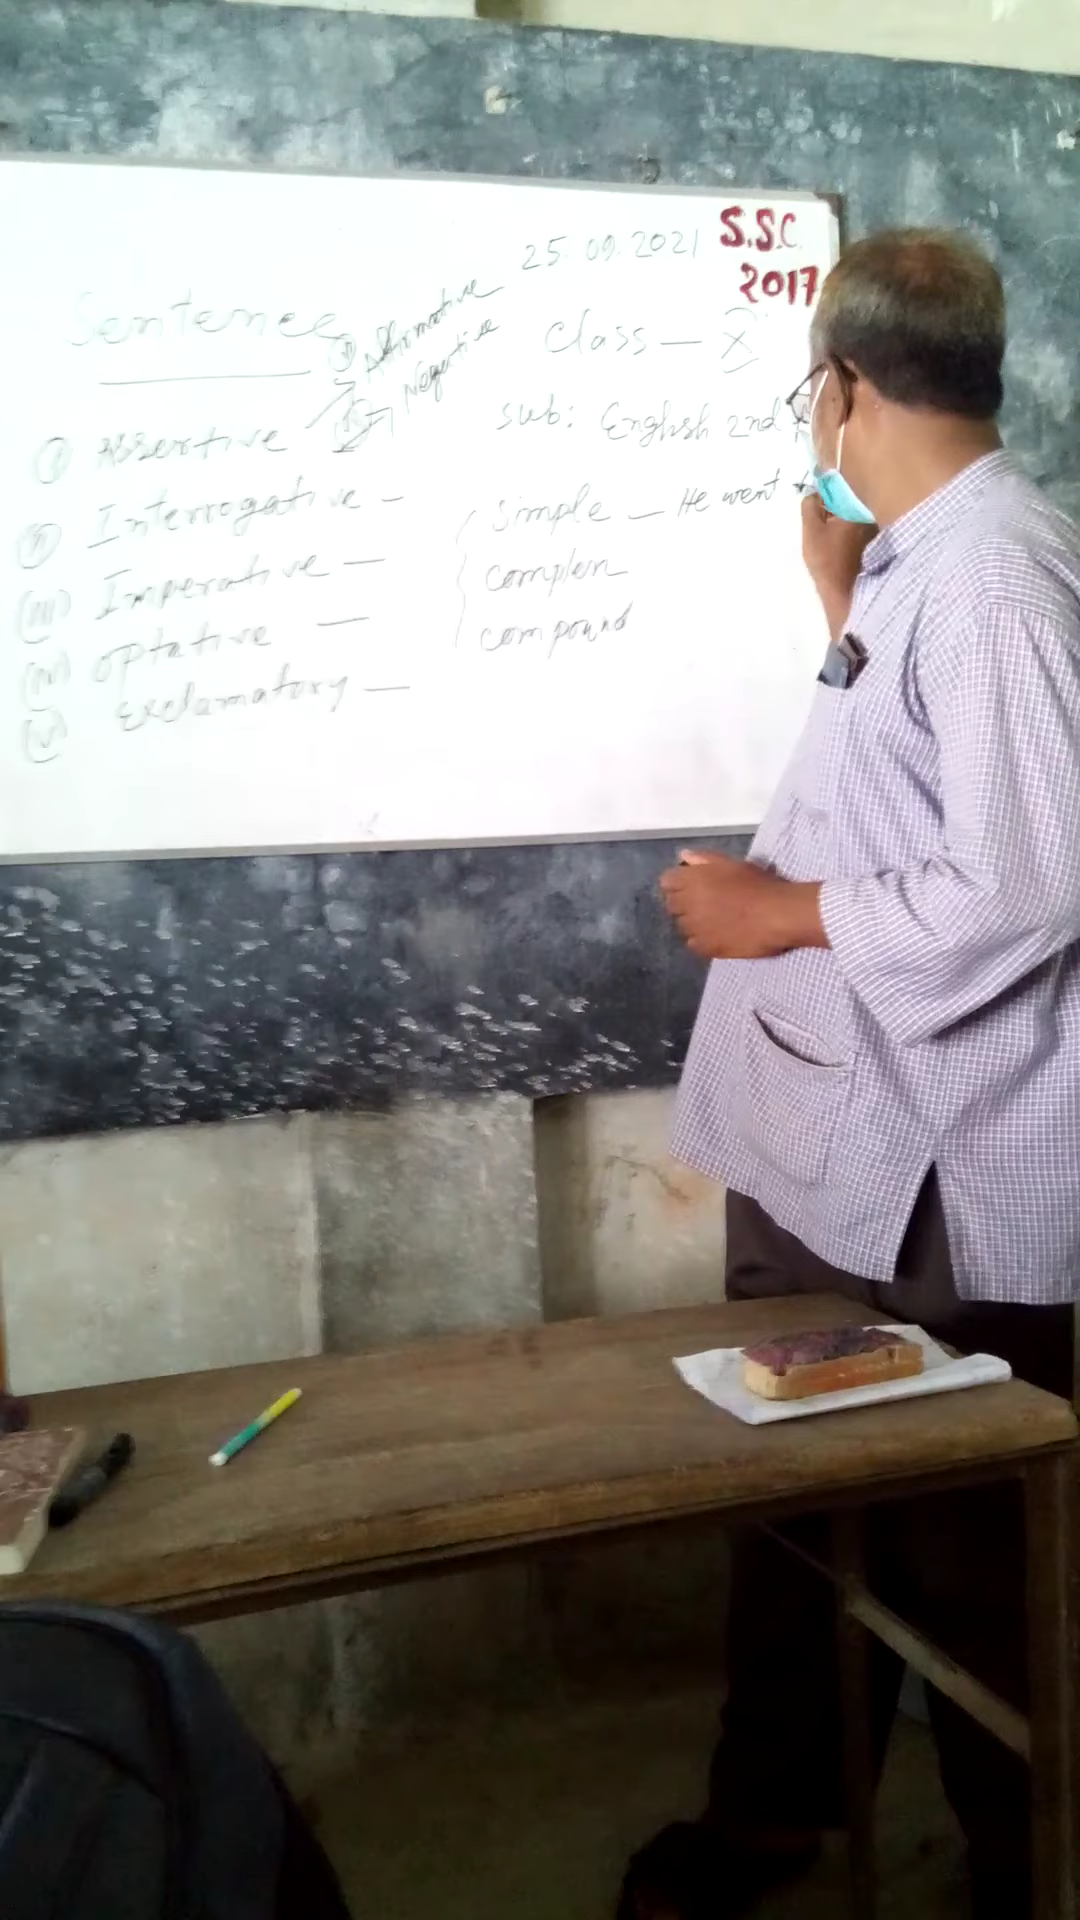 25.09.2021
S.S.C.
2017
Sentence
Class - X
Sub: English 2nd
(i) Assertive
(i) Affirmative
(ii) Negative
(ii) Interrogative -
(iii) Imperative -
(iv) Optative -
(v) Exclamatory -
Simple - He went
complex
compound